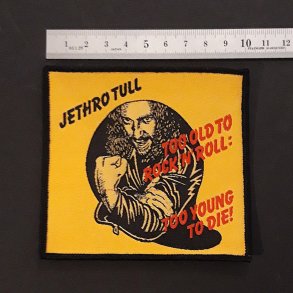 1 2 3 4 5 6 7 8 9 10 11 12
JETHRO TULL
TOO OLD TO
ROCK'N'ROLL:
TOO YOUNG
TO DIE!